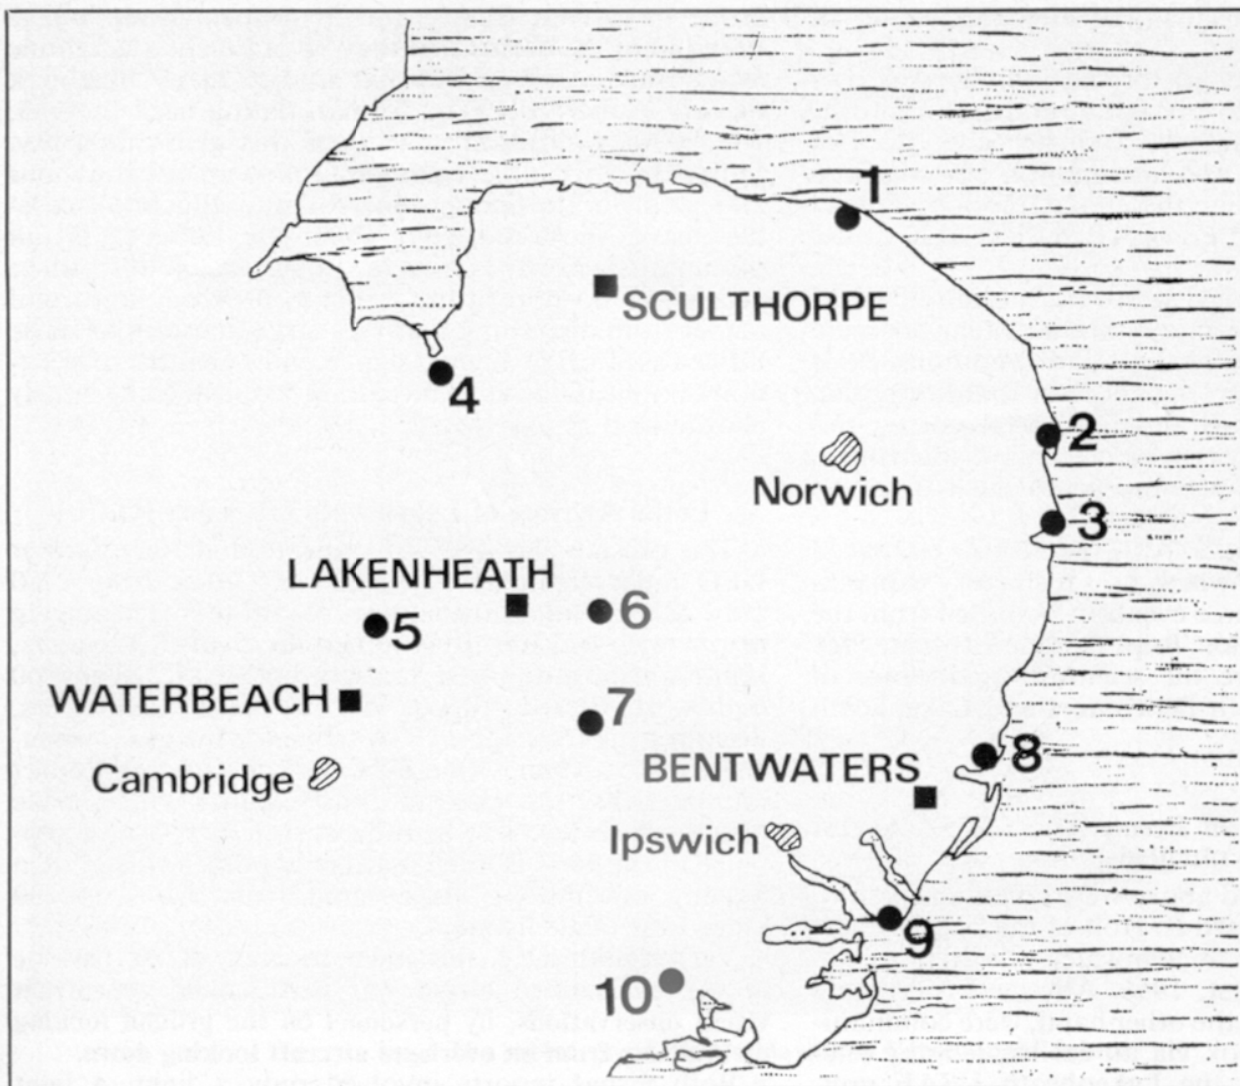 1
SCULTHORPE
4
2
Norwich
3
LAKENHEATH
6
5
WATERBEACH
7
8
BENTWATERS
Cambridge
Ipswich
9
10